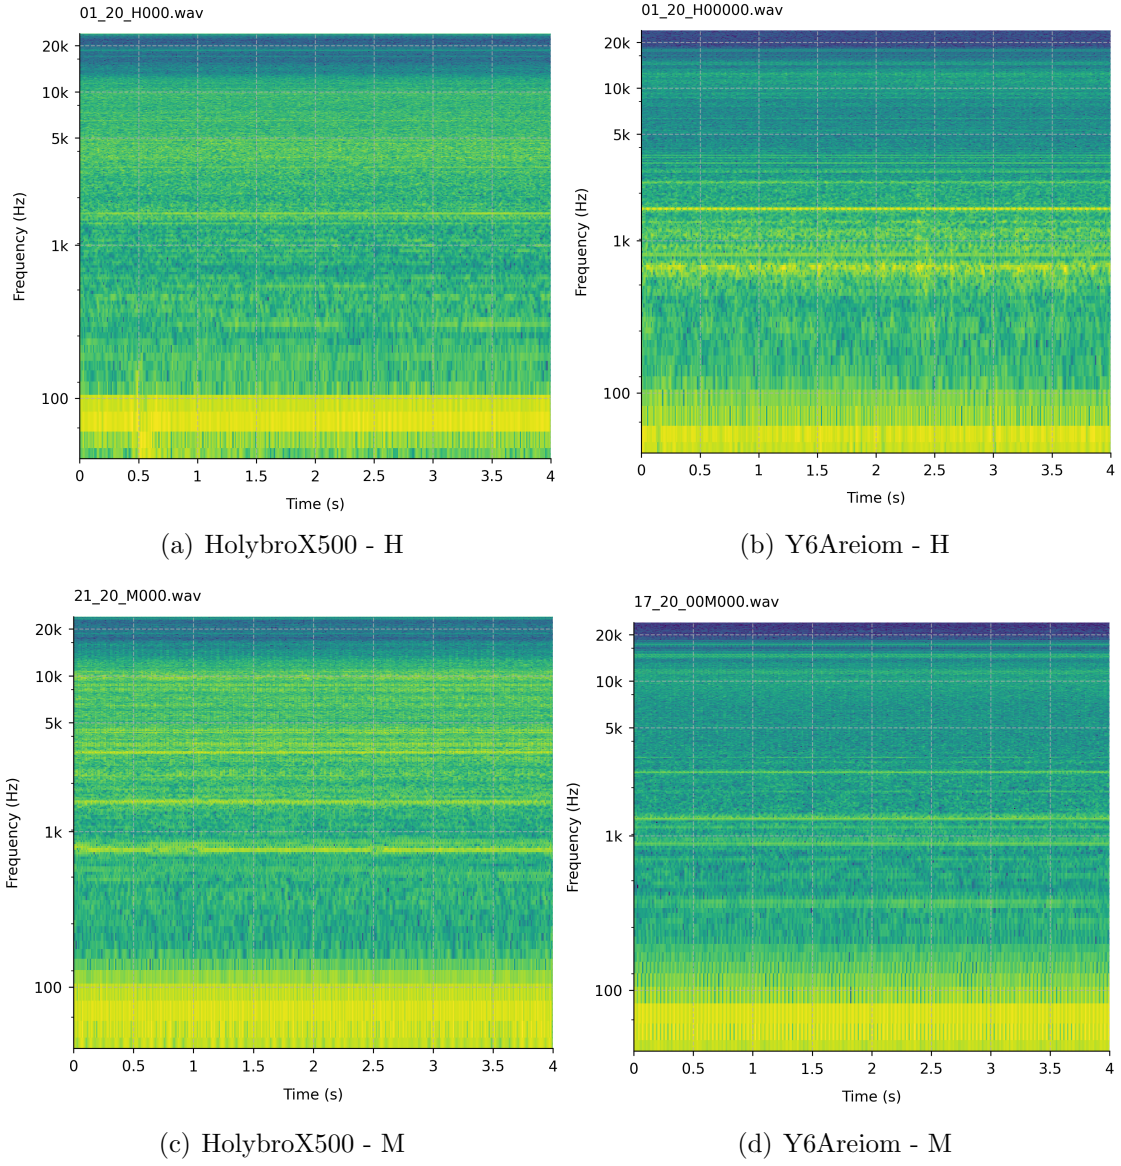 01_20_H000.wav
20k
10k
5k
1k
100
Frequency (Hz)
0 0.5 1 1.5 2 2.5 3 3.5 4
Time (s)
(a) HolybroX500 - H
01_20_H00000.wav
20k
10k
5k
1k
100
Frequency (Hz)
0 0.5 1 1.5 2 2.5 3 3.5 4
Time (s)
(b) Y6Areiom - H
21_20_M000.wav
20k
10k
5k
1k
100
Frequency (Hz)
0 0.5 1 1.5 2 2.5 3 3.5 4
Time (s)
(c) HolybroX500 - M
17_20_00M000.wav
20k
10k
5k
1k
100
Frequency (Hz)
0 0.5 1 1.5 2 2.5 3 3.5 4
Time (s)
(d) Y6Areiom - M